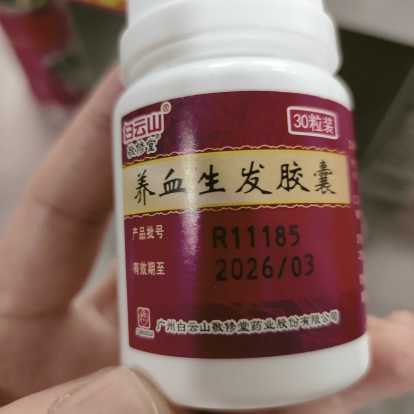 白云山®
敬修堂
30粒装
养血生发胶囊
产品批号 R11185
有效期至 2026/03
广州白云山敬修堂药业股份有限公司